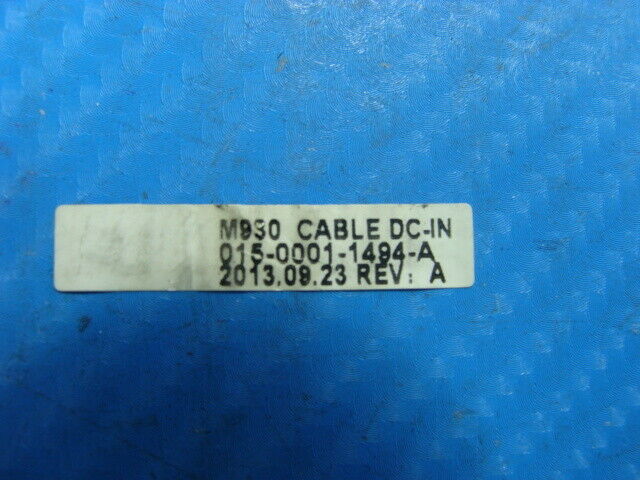 M930 CABLE DC-IN
015-0001-1494-A
2013.09.23 REV: A